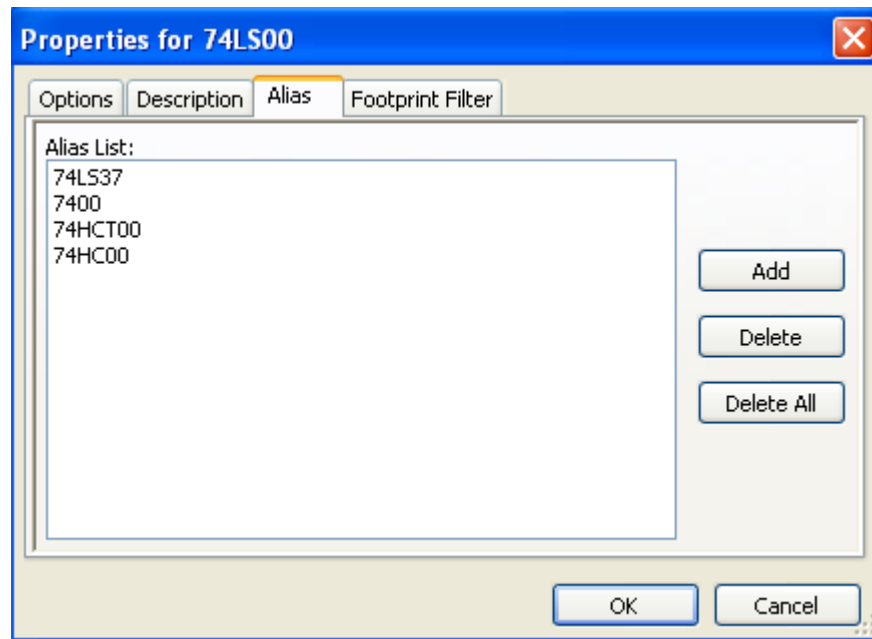 Properties for 74LS00
Options Description Alias Footprint Filter
Alias List:
74LS37
7400
74HCT00
74HC00
Add
Delete
Delete All
OK Cancel